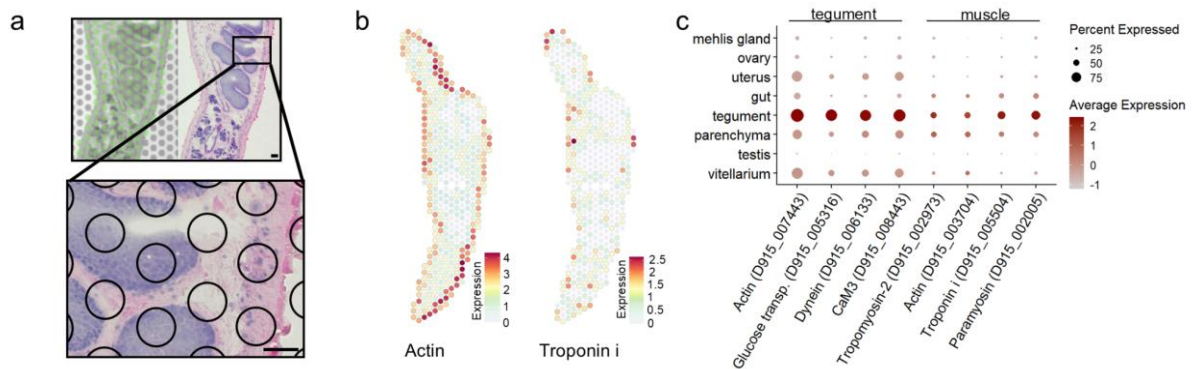 a
b
4
3
2
1
0
Expression
Actin
2.5
2
1.5
1
0.5
0
Expression
Troponin i
c
tegument
muscle
mehlis gland
ovary
uterus
gut
tegument
parenchyma
testis
vitellarium
Actin (D915_007443)
Glucose transp. (D915_005316)
Dynein (D915_006133)
CaM3 (D915_008443)
Tropomyosin-2 (D915_002973)
Actin (D915_003704)
Troponin i (D915_005504)
Paramyosin (D915_002005)
Percent Expressed
25
50
75
Average Expression
2
1
0
-1